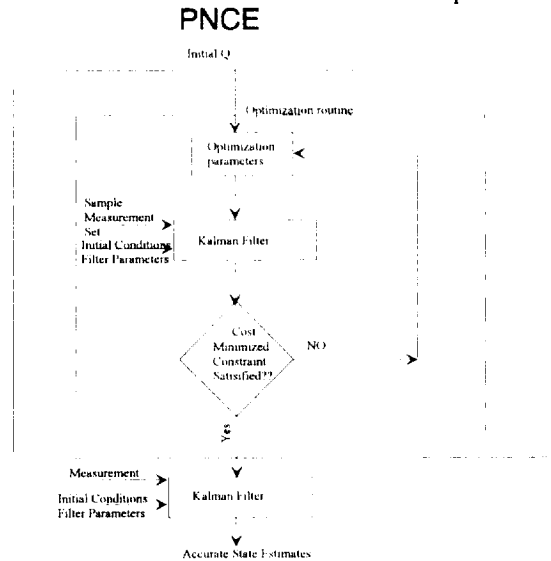 PNCE
Initial Q
Optimization routine
Optimization
parameters
Sample
Measurement
Set
Initial Conditions
Filter Parameters
Kalman Filter
Cost
Minimized
Constraint
Satisified??
NO
Yes
Measurement
Initial Conditions
Filter Parameters
Kalman Filter
Accurate State Estimates